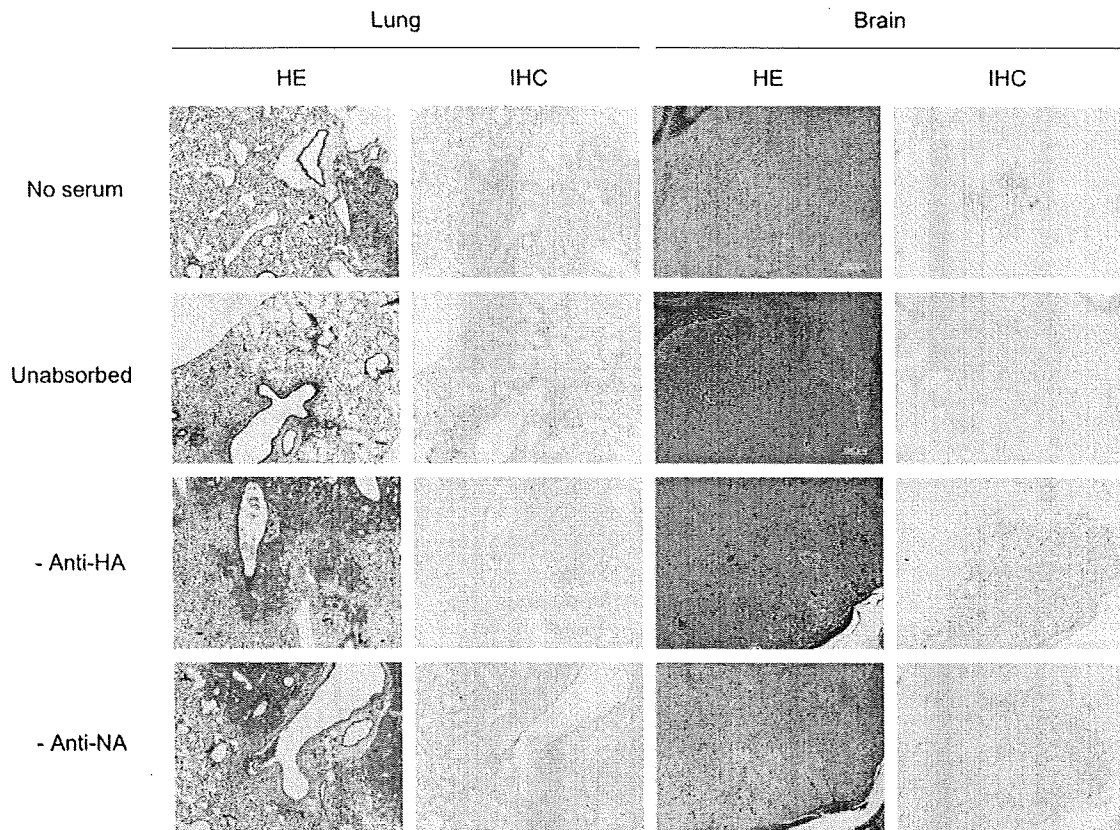 Lung Brain
HE IHC HE IHC
No serum
Unabsorbed
- Anti-HA
- Anti-NA